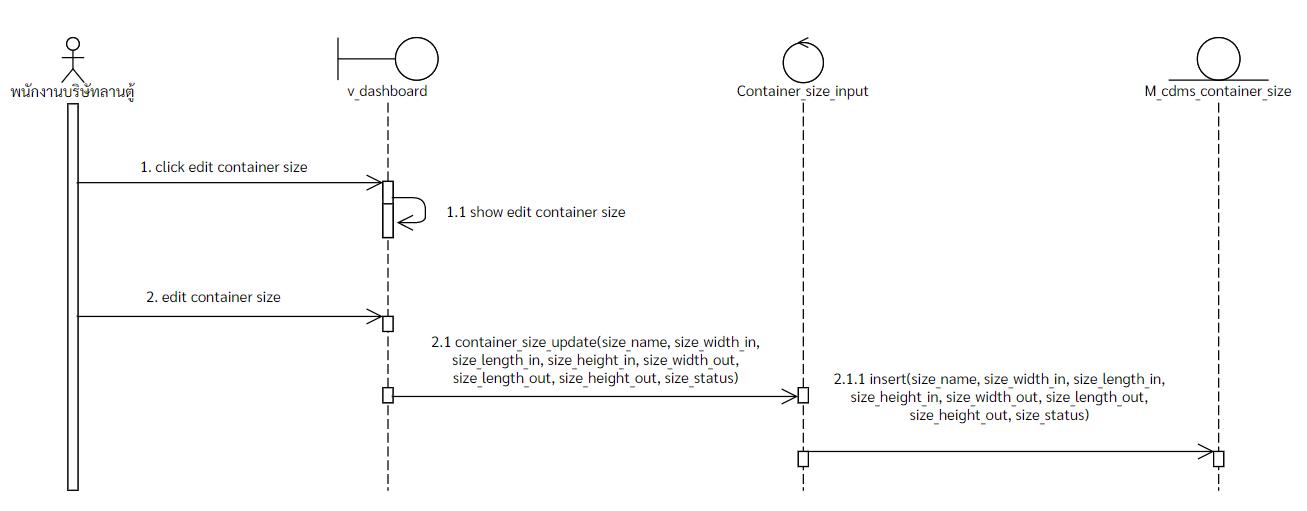 พนักงานบริษัทลานตู้
v_dashboard
Container_size_input
M_cdms_container_size
1. click edit container size
1.1 show edit container size
2. edit container size
2.1 container_size_update(size_name, size_width_in,
size_length_in, size_height_in, size_width_out,
size_length_out, size_height_out, size_status)
2.1.1 insert(size_name, size_width_in, size_length_in,
size_height_in, size_width_out, size_length_out,
size_height_out, size_status)